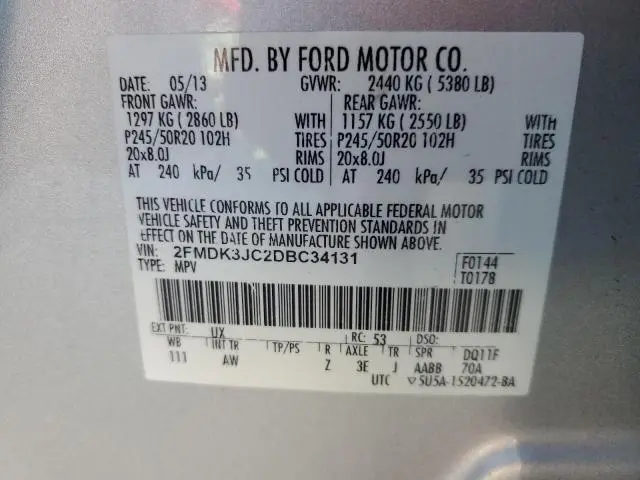 MFD. BY FORD MOTOR CO.
DATE: 05/13 GVWR: 2440 KG ( 5380 LB)
FRONT GAWR: REAR GAWR:
1297 KG ( 2860 LB) WITH 1157 KG ( 2550 LB) WITH
P245/50R20 102H TIRES P245/50R20 102H TIRES
20x8.0J RIMS 20x8.0J RIMS
AT 240 kPa/ 35 PSI COLD AT 240 kPa/ 35 PSI COLD
THIS VEHICLE CONFORMS TO ALL APPLICABLE FEDERAL MOTOR
VEHICLE SAFETY AND THEFT PREVENTION STANDARDS IN
EFFECT ON THE DATE OF MANUFACTURE SHOWN ABOVE.
VIN: 2FMDK3JC2DBC34131
TYPE: MPV
F0144
T0178
EXT PNT: UX RC: 53 DSO:
WB INT TR TP/PS R AXLE TR SPR DQ11F
111 AW Z 3E J AABB 70A
UTC 5U5A-1520472-BA